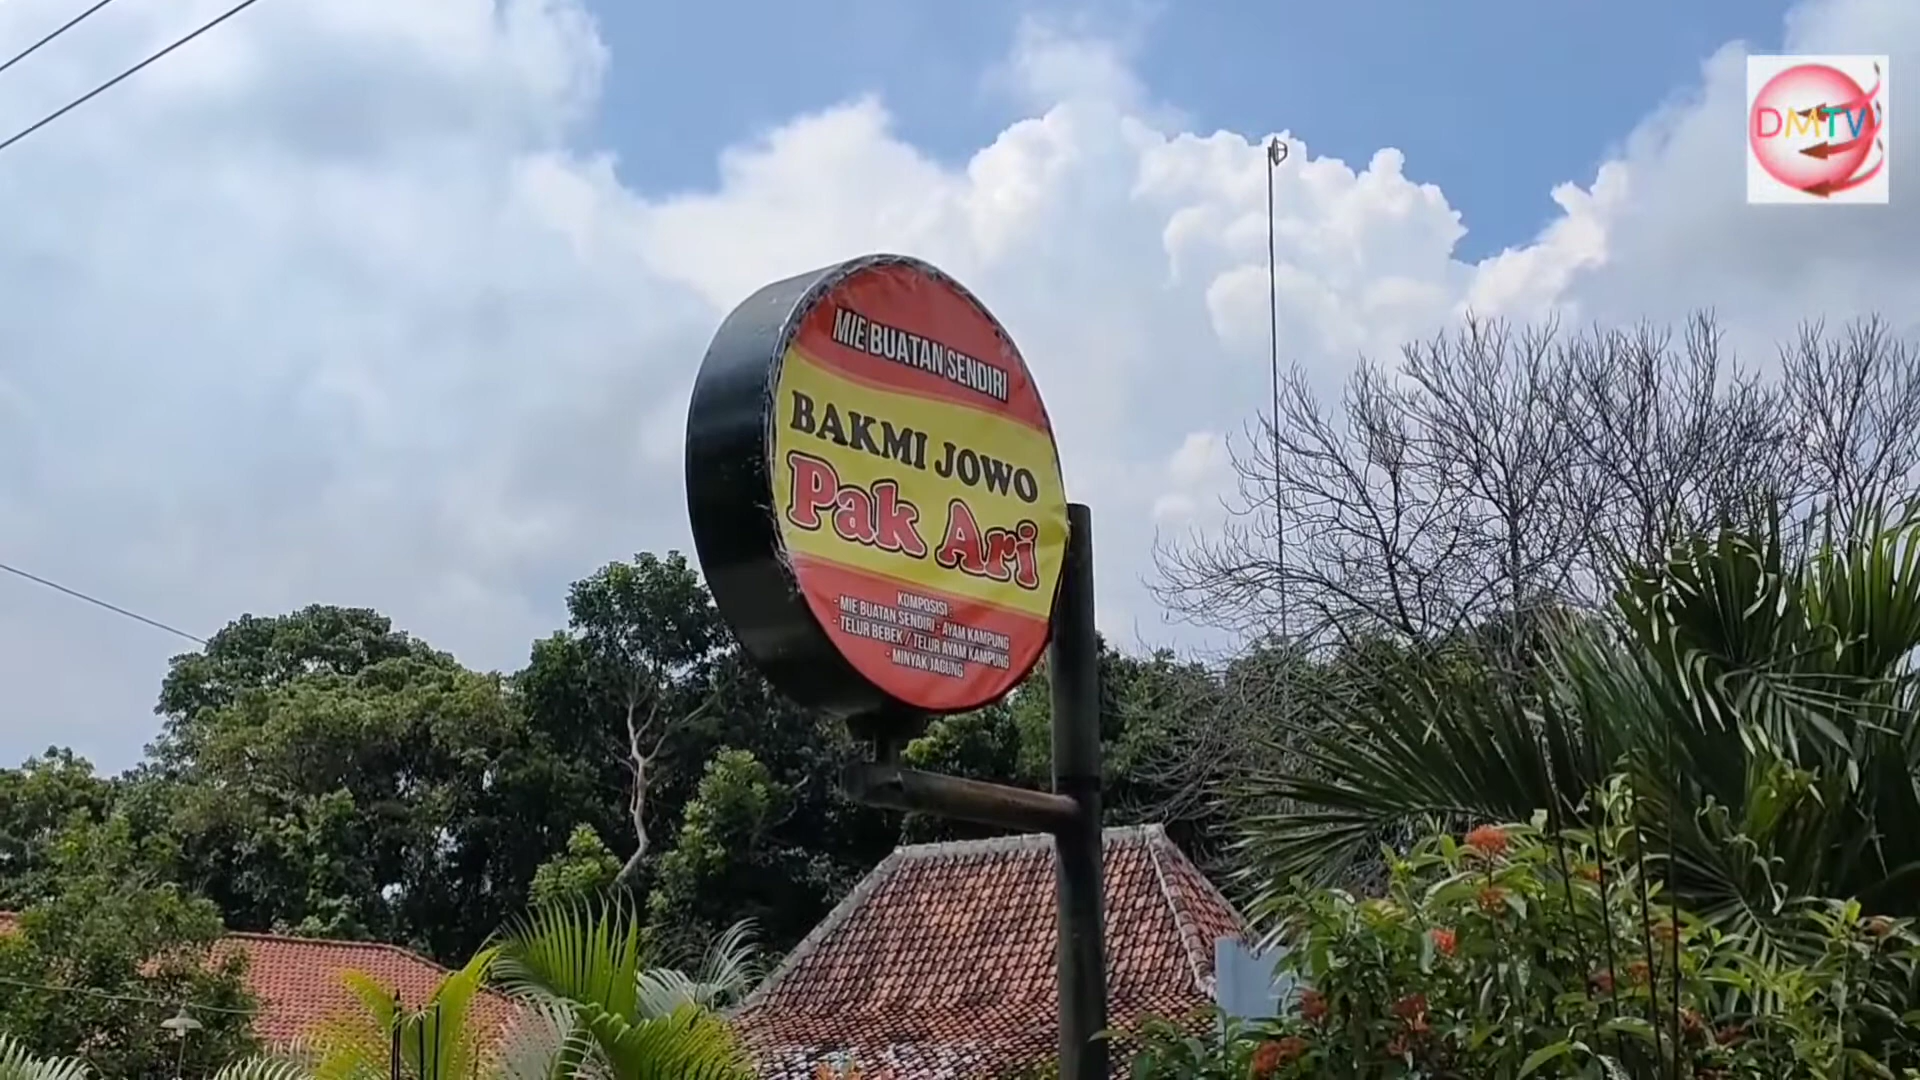 DMTV
MIE BUATAN SENDIRI
BAKMI JOWO
Pak Ari
KOMPOSISI :
- MIE BUATAN SENDIRI - AYAM KAMPUNG
- TELUR BEBEK / TELUR AYAM KAMPUNG
- MINYAK JAGUNG